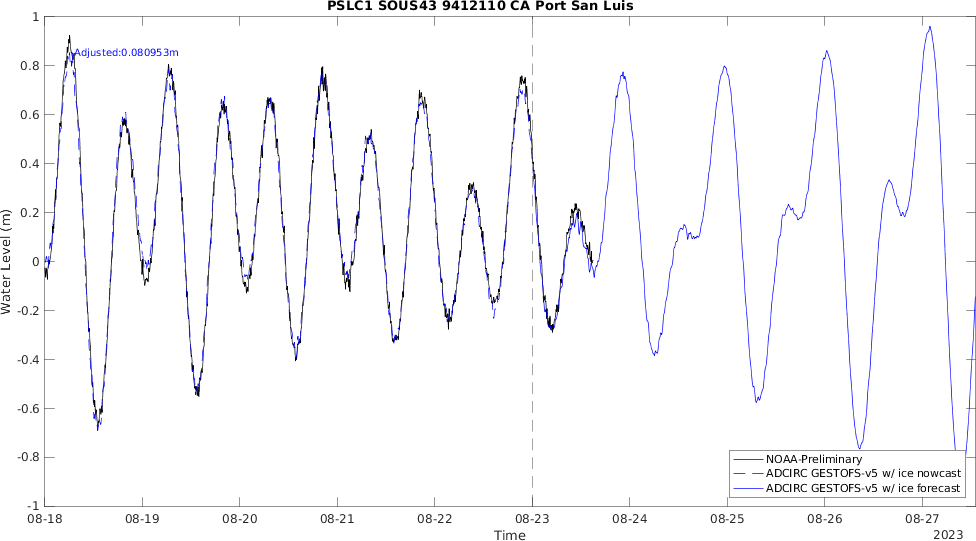 PSLC1 SOUS43 9412110 CA Port San Luis
Adjusted:0.080953m
Water Level (m)
1
0.8
0.6
0.4
0.2
0
-0.2
-0.4
-0.6
-0.8
-1
NOAA-Preliminary
ADCIRC GESTOFS-v5 w/ ice nowcast
ADCIRC GESTOFS-v5 w/ ice forecast
08-18 08-19 08-20 08-21 08-22 08-23 08-24 08-25 08-26 08-27
Time
2023